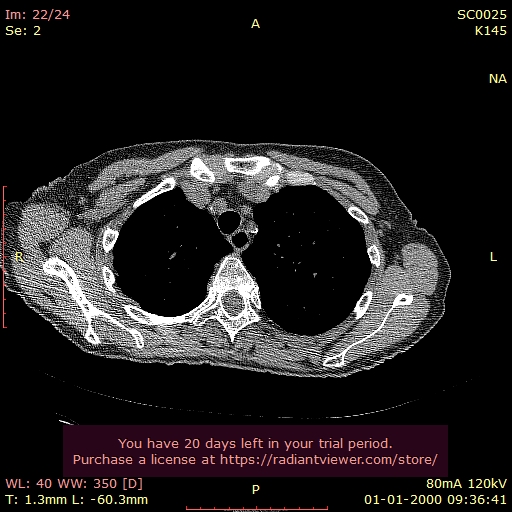 Im: 22/24
SC0025
Se: 2
A
K145
NA
R
L
You have 20 days left in your trial period.
Purchase a license at https://radiantviewer.com/store/
WL: 40 WW: 350 [D]
80mA 120kV
T: 1.3mm L: -60.3mm
P
01-01-2000 09:36:41